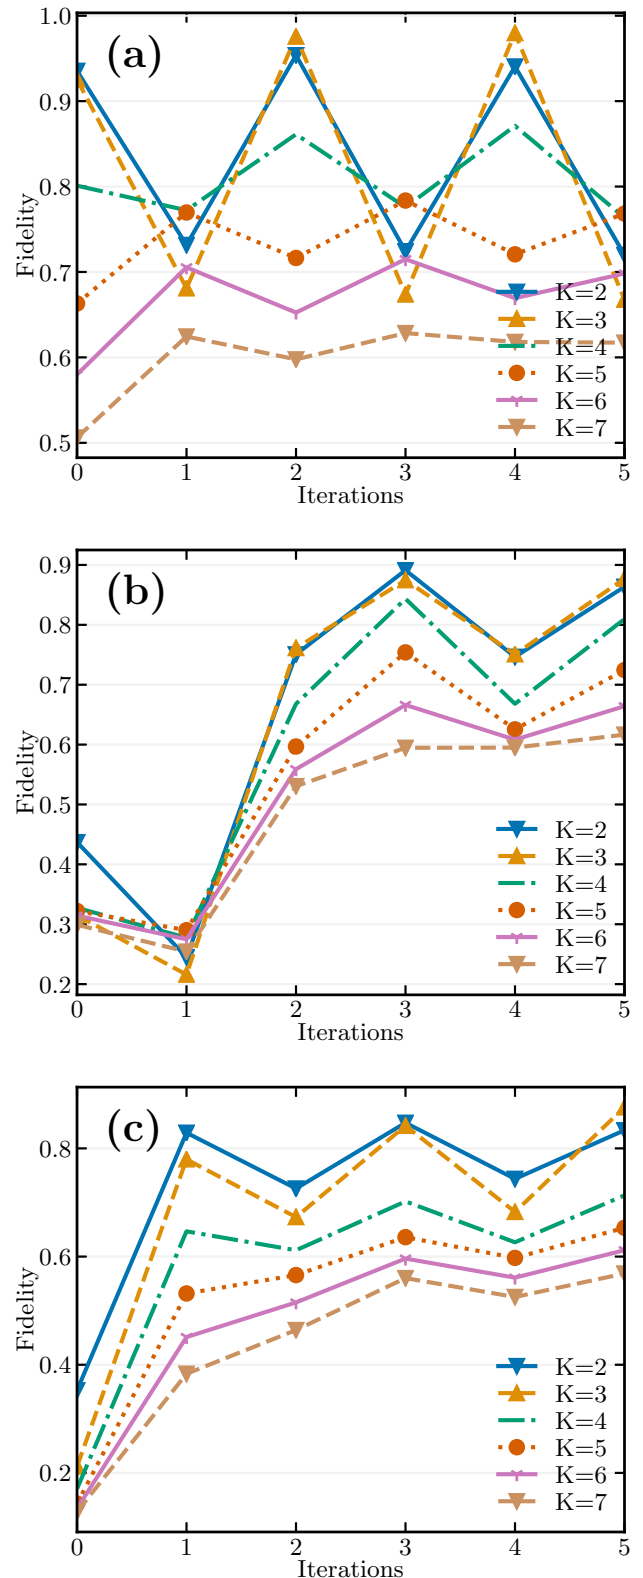 (a)
1.0
0.9
0.8
0.7
0.6
0.5
Fidelity
K=2
K=3
K=4
K=5
K=6
K=7
0 1 2 3 4 5
Iterations
(b)
0.9
0.8
0.7
0.6
0.5
0.4
0.3
0.2
Fidelity
K=2
K=3
K=4
K=5
K=6
K=7
0 1 2 3 4 5
Iterations
(c)
0.8
0.6
0.4
0.2
Fidelity
K=2
K=3
K=4
K=5
K=6
K=7
0 1 2 3 4 5
Iterations